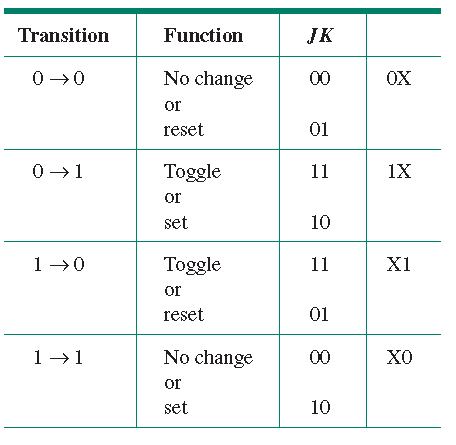 Transition Function JK
0 → 0 No change 00 0X
or
reset 01
0 → 1 Toggle 11 1X
or
set 10
1 → 0 Toggle 11 X1
or
reset 01
1 → 1 No change 00 X0
or
set 10